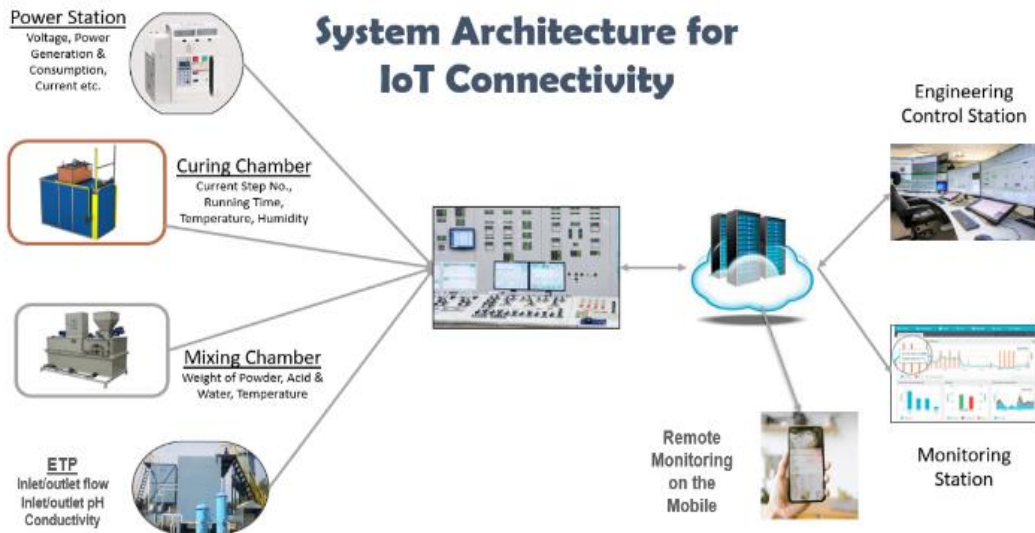 System Architecture for
IoT Connectivity
Power Station
Voltage, Power
Generation &
Consumption,
Current etc.
Curing Chamber
Current Step No.,
Running Time,
Temperature, Humidity
Mixing Chamber
Weight of Powder, Acid &
Water, Temperature
ETP
Inlet/outlet flow
Inlet/outlet pH
Conductivity
Remote
Monitoring
on the
Mobile
Engineering
Control Station
Monitoring
Station